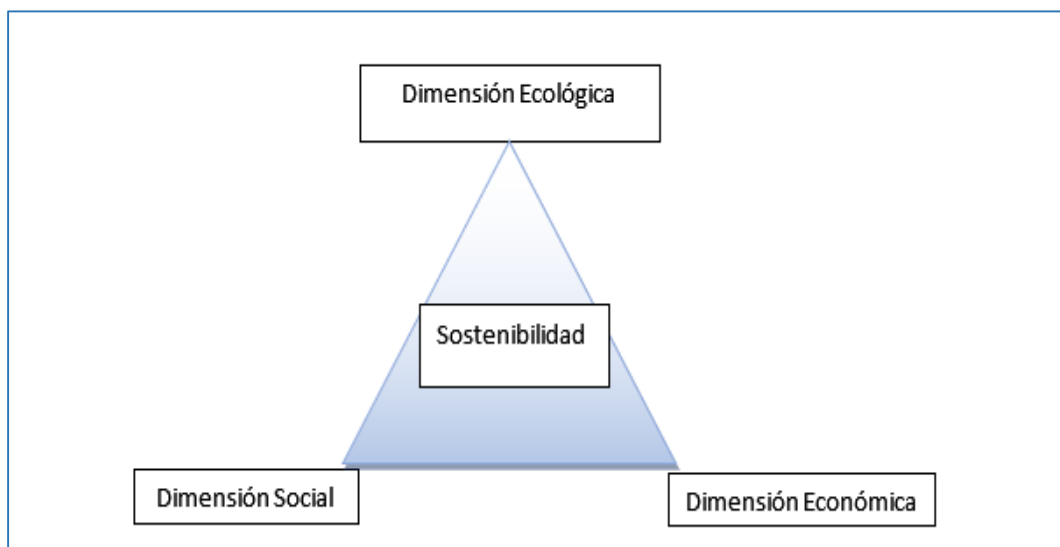 Dimensión Ecológica
Sostenibilidad
Dimensión Social
Dimensión Económica